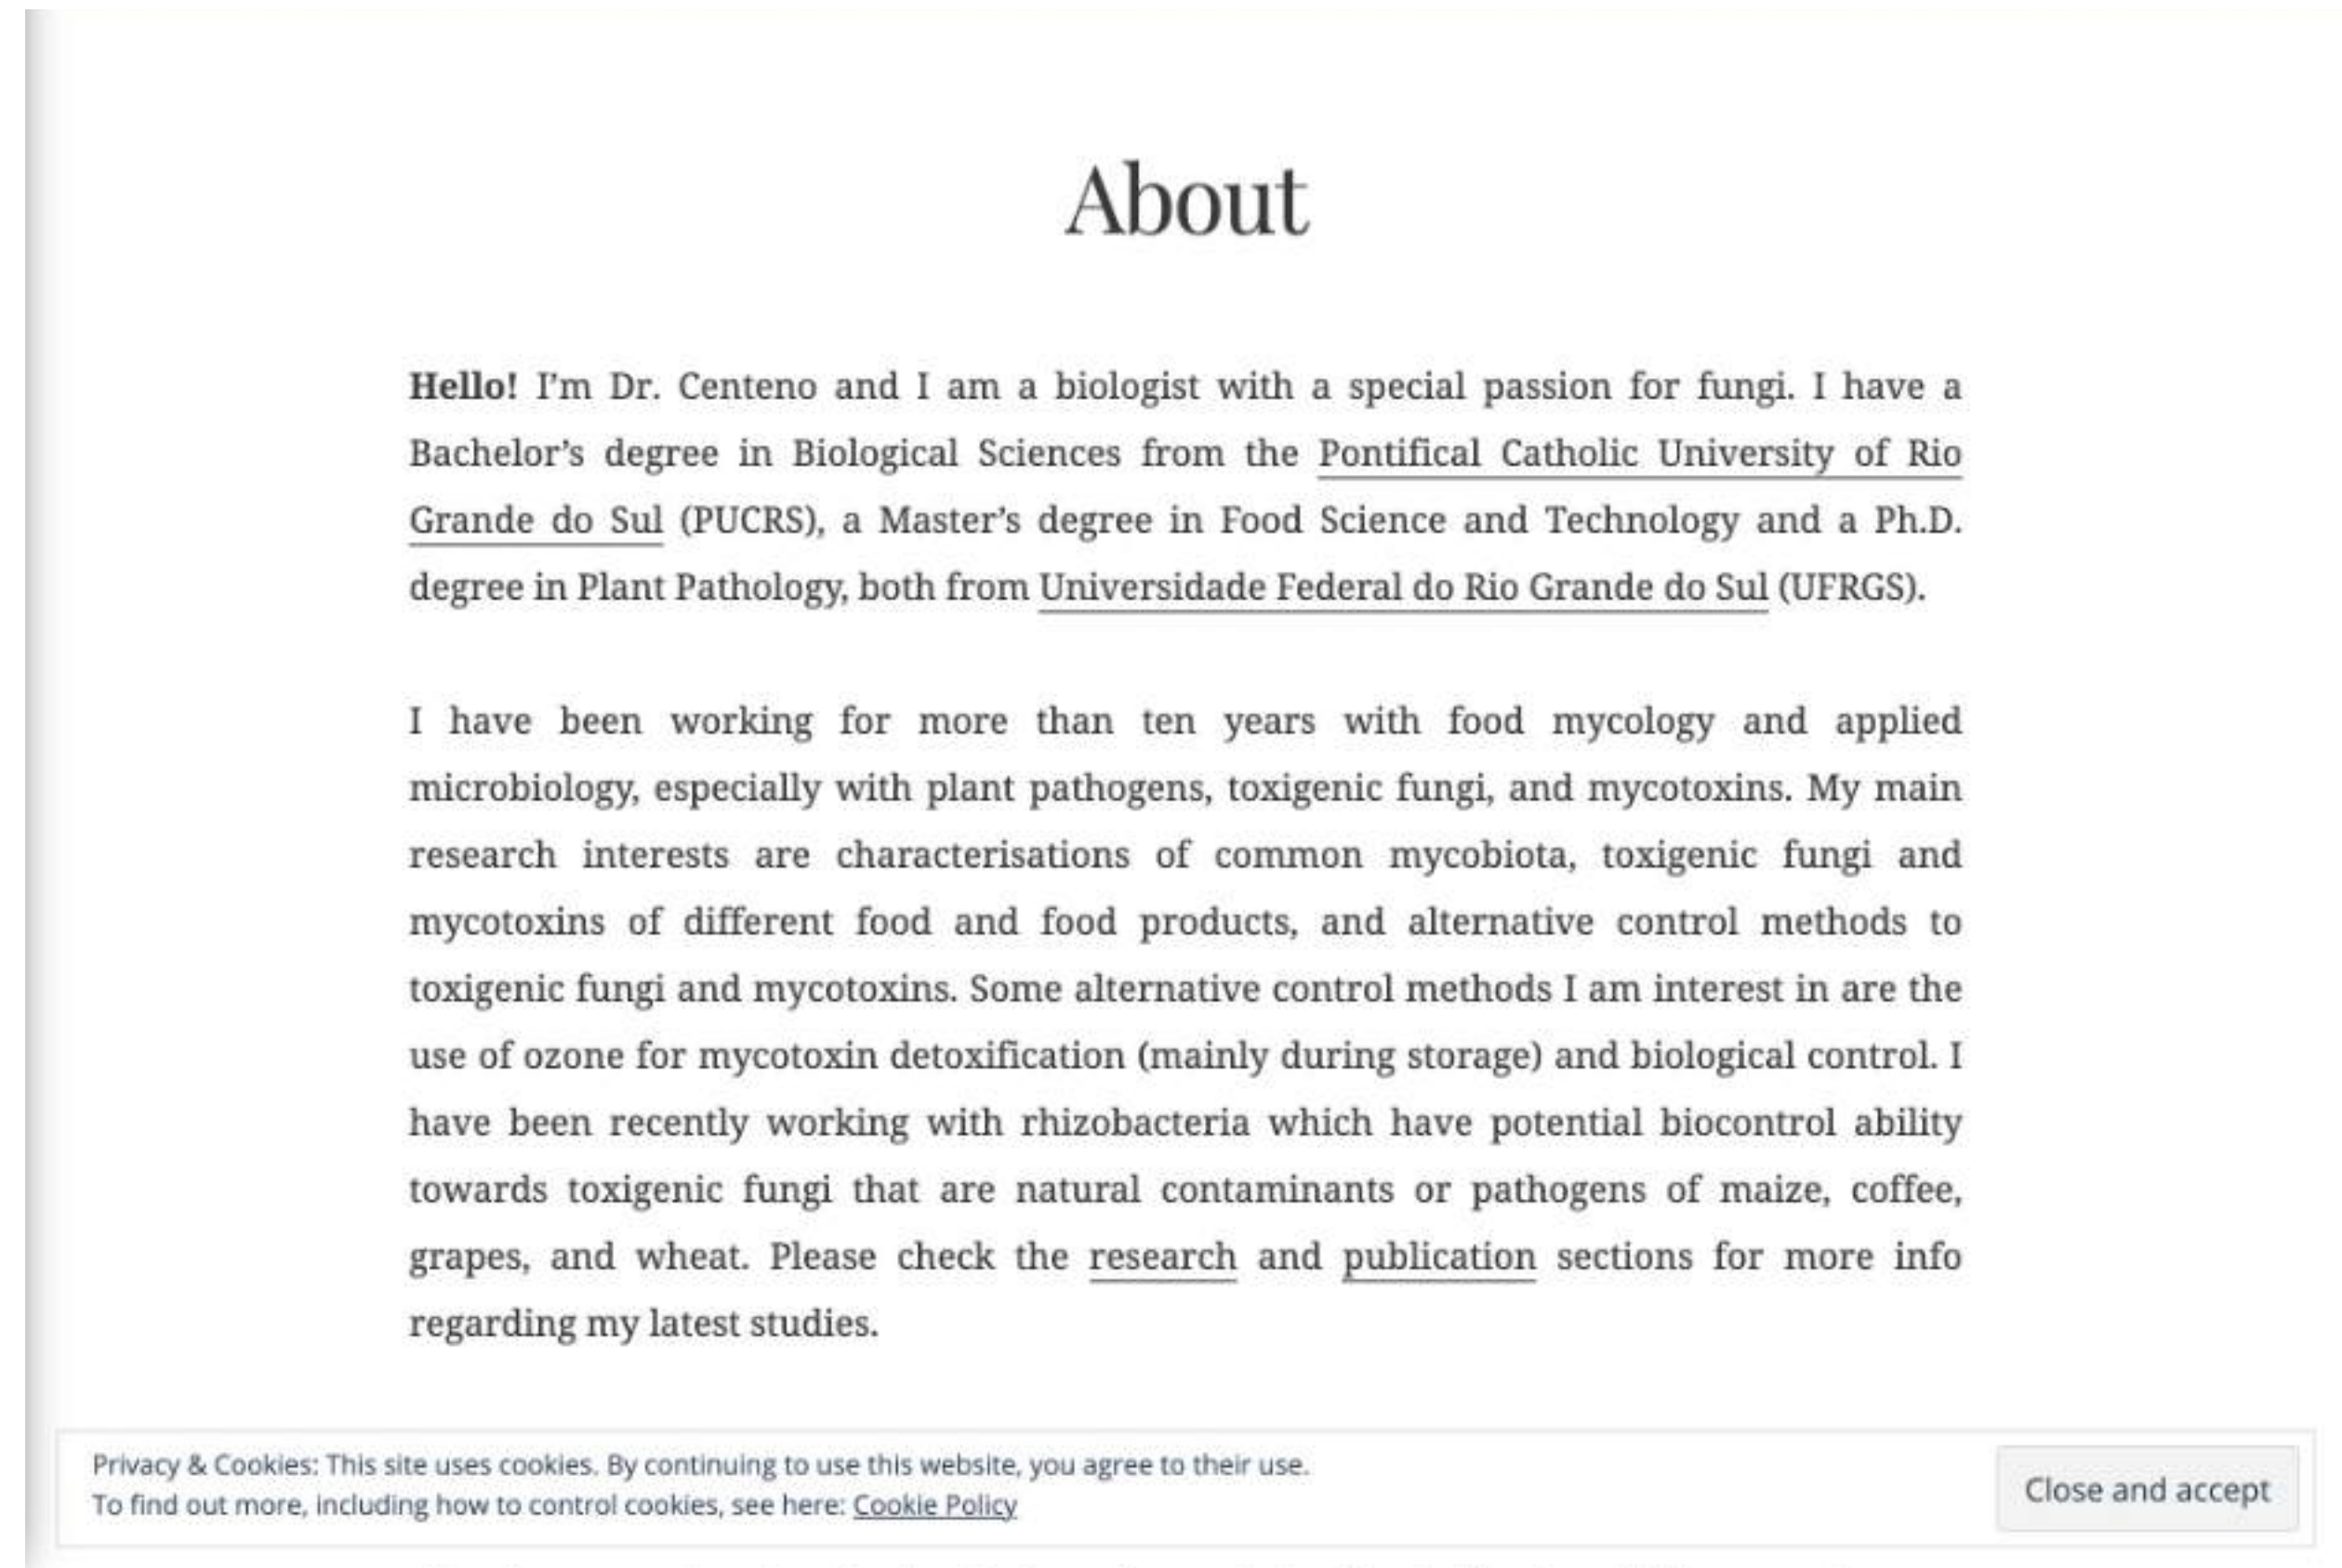 About
Hello! I’m Dr. Centeno and I am a biologist with a special passion for fungi. I have a
Bachelor’s degree in Biological Sciences from the Pontifical Catholic University of Rio
Grande do Sul (PUCRS), a Master’s degree in Food Science and Technology and a Ph.D.
degree in Plant Pathology, both from Universidade Federal do Rio Grande do Sul (UFRGS).
I have been working for more than ten years with food mycology and applied
microbiology, especially with plant pathogens, toxigenic fungi, and mycotoxins. My main
research interests are characterisations of common mycobiota, toxigenic fungi and
mycotoxins of different food and food products, and alternative control methods to
toxigenic fungi and mycotoxins. Some alternative control methods I am interest in are the
use of ozone for mycotoxin detoxification (mainly during storage) and biological control. I
have been recently working with rhizobacteria which have potential biocontrol ability
towards toxigenic fungi that are natural contaminants or pathogens of maize, coffee,
grapes, and wheat. Please check the research and publication sections for more info
regarding my latest studies.
Privacy & Cookies: This site uses cookies. By continuing to use this website, you agree to their use.
To find out more, including how to control cookies, see here: Cookie Policy
Close and accept